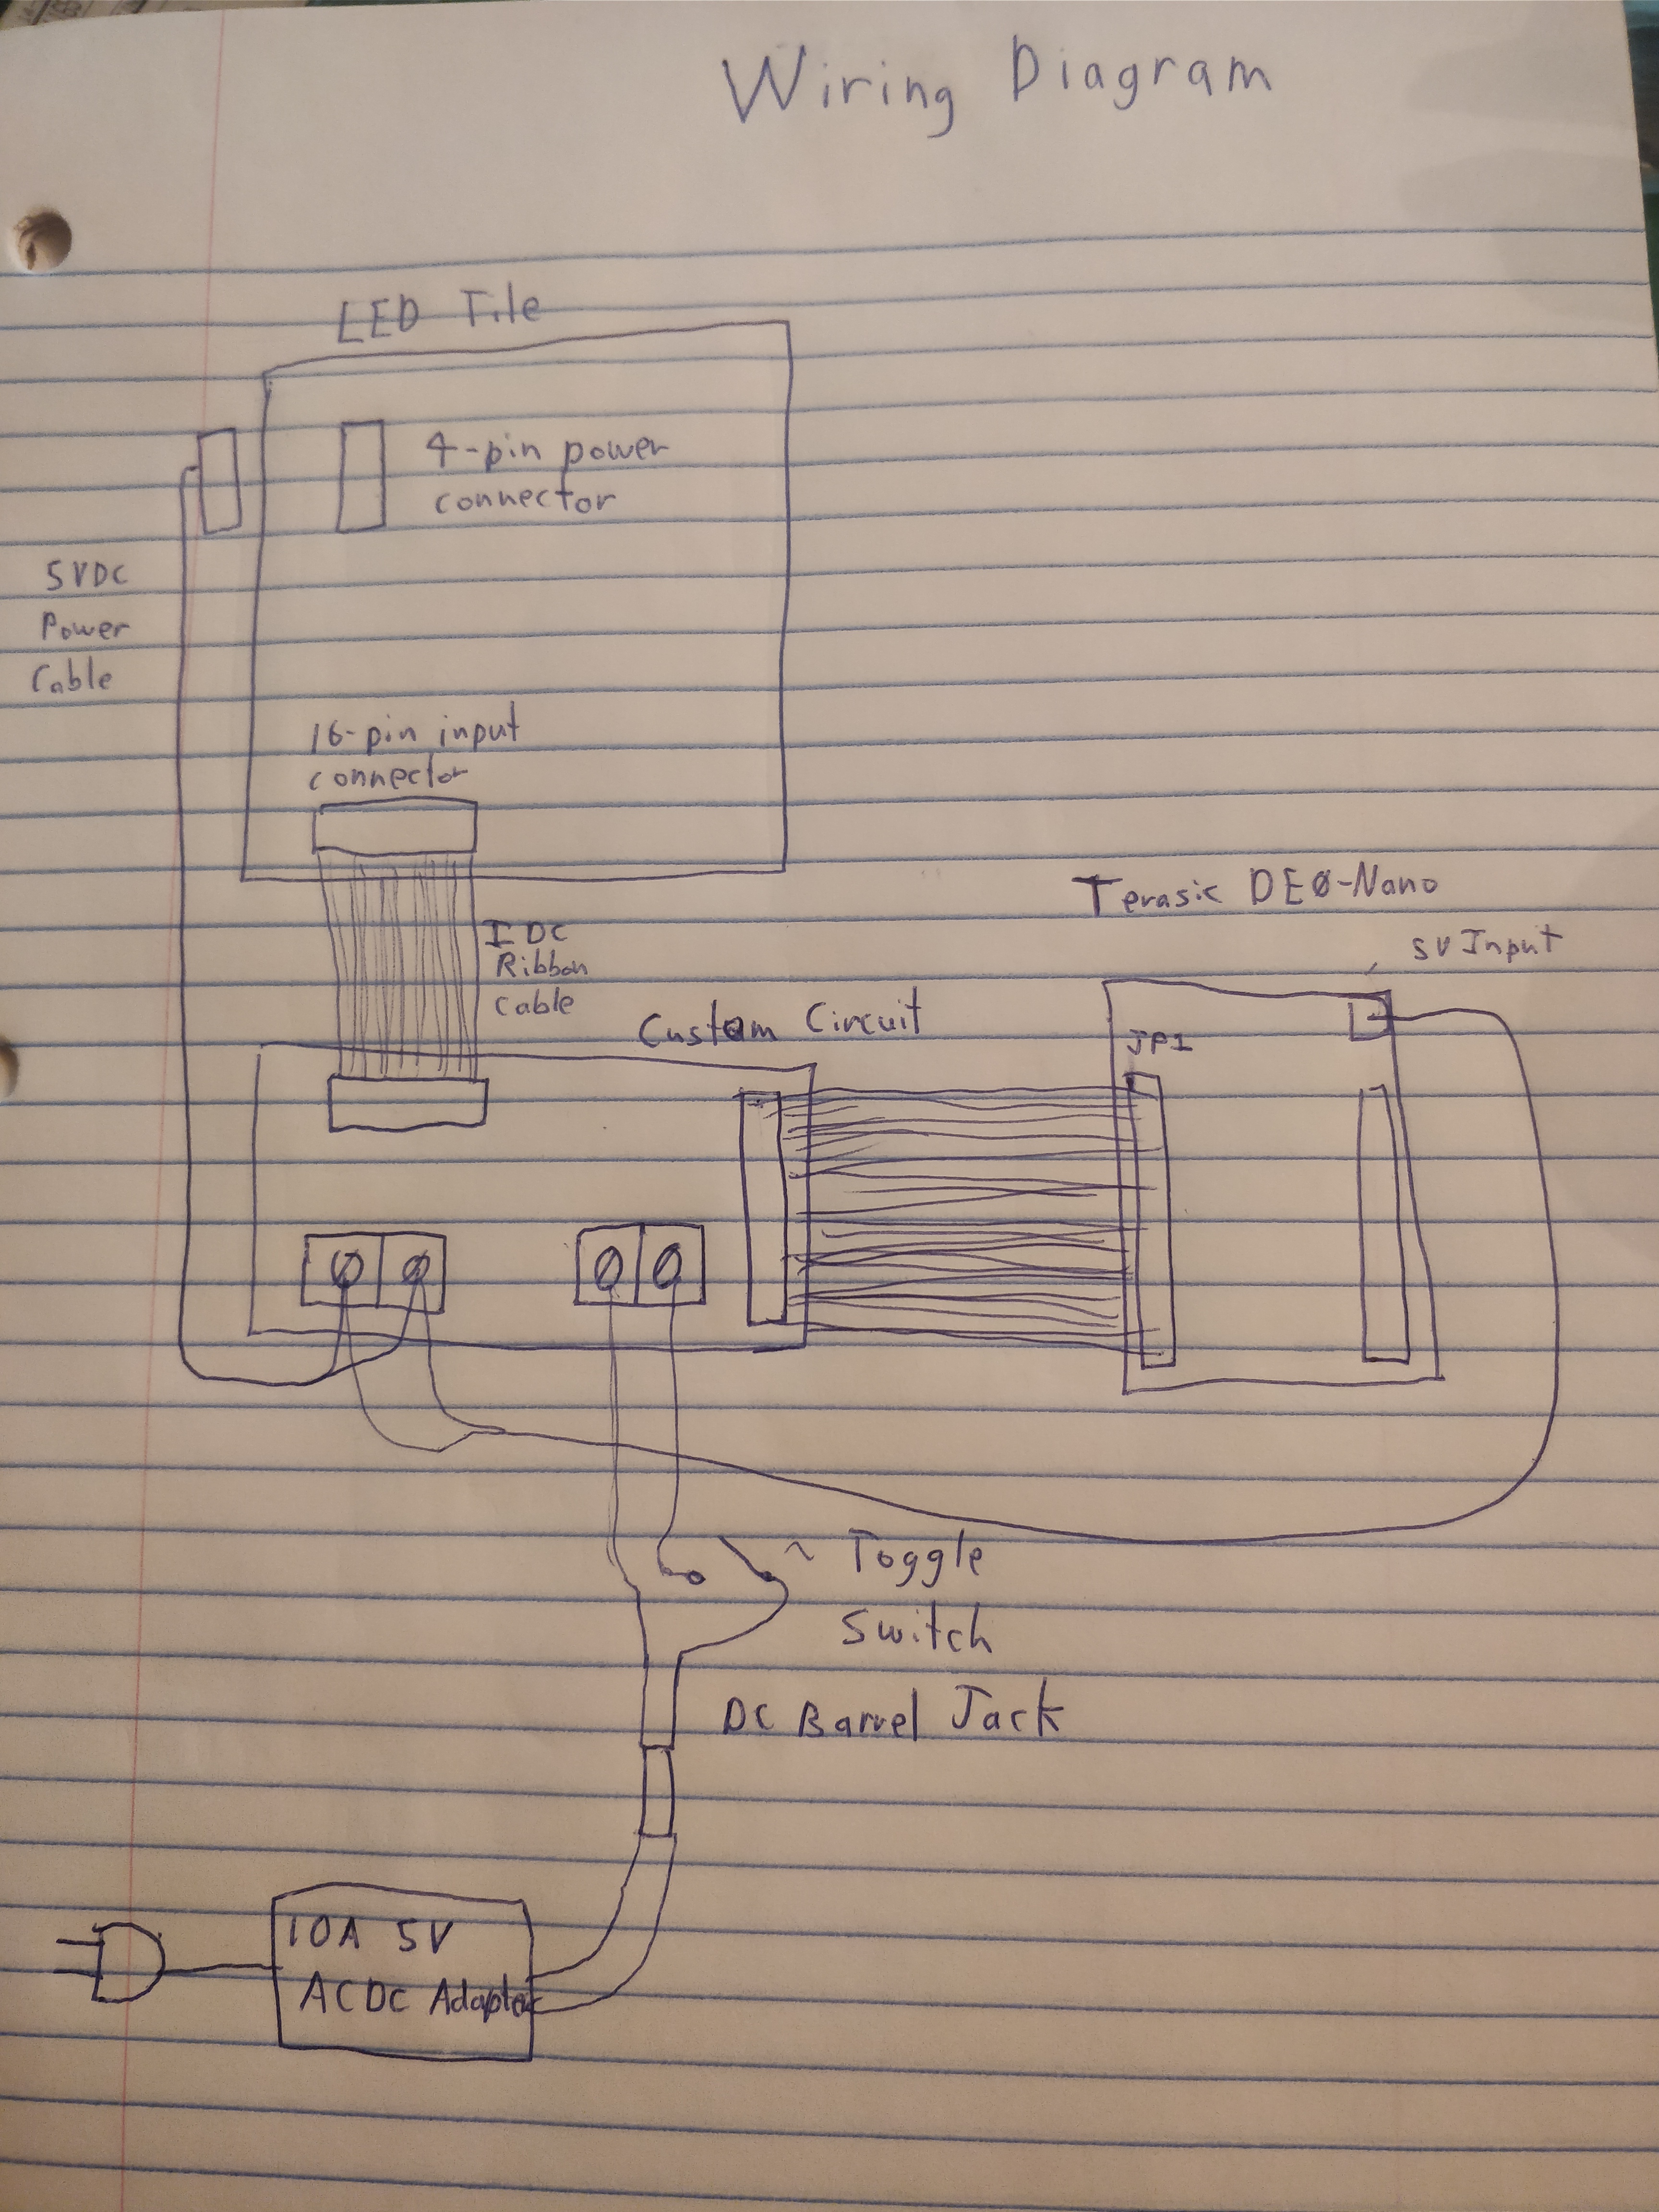 Wiring Diagram
LED Tile
4-pin power
connector
5VDC
Power
Cable
16-pin input
connector
IDC
Ribbon
Cable
Terasic DE0-Nano
5V Input
Custom Circuit
JP1
Toggle
Switch
DC Barrel Jack
10A 5V
ACDC Adapter